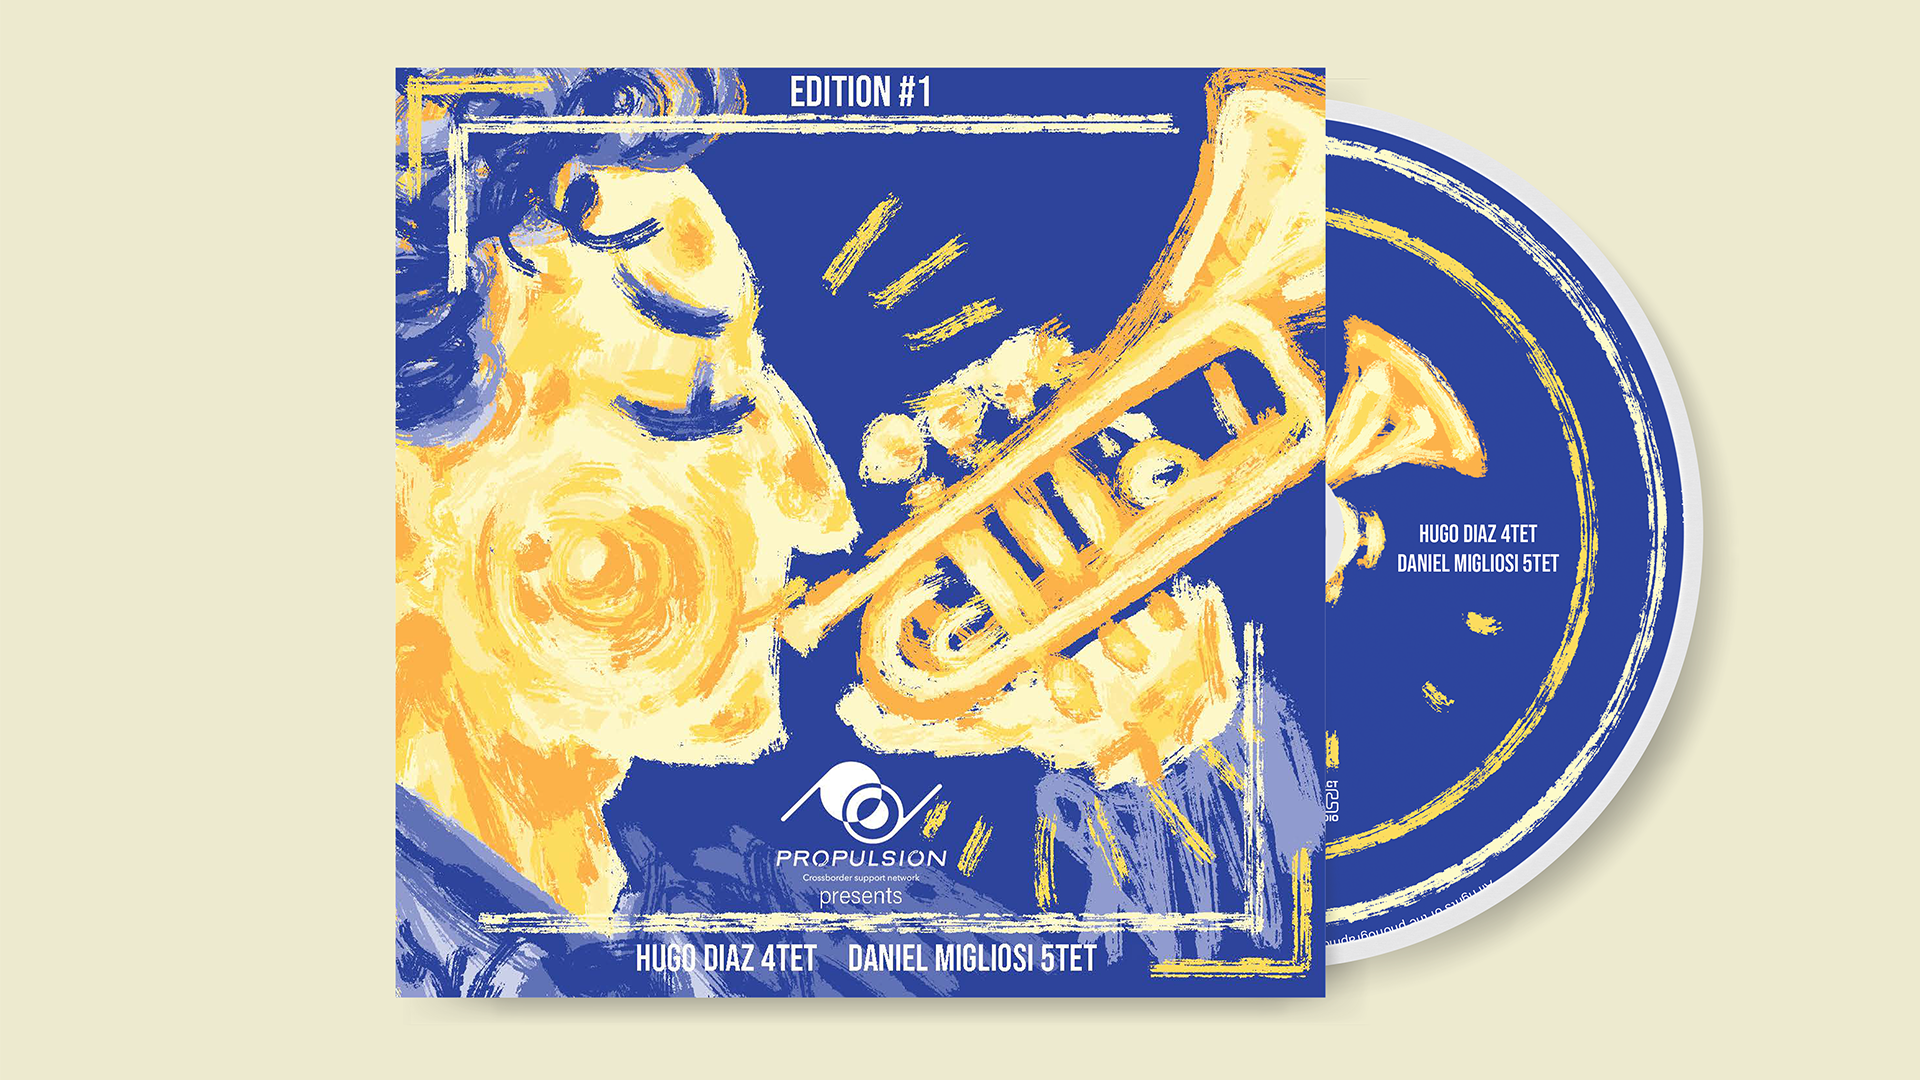 EDITION #1
PROPULSION
Crossborder support network
presents
HUGO DIAZ 4TET DANIEL MIGLIOSI 5TET
HUGO DIAZ 4TET
DANIEL MIGLIOSI 5TET